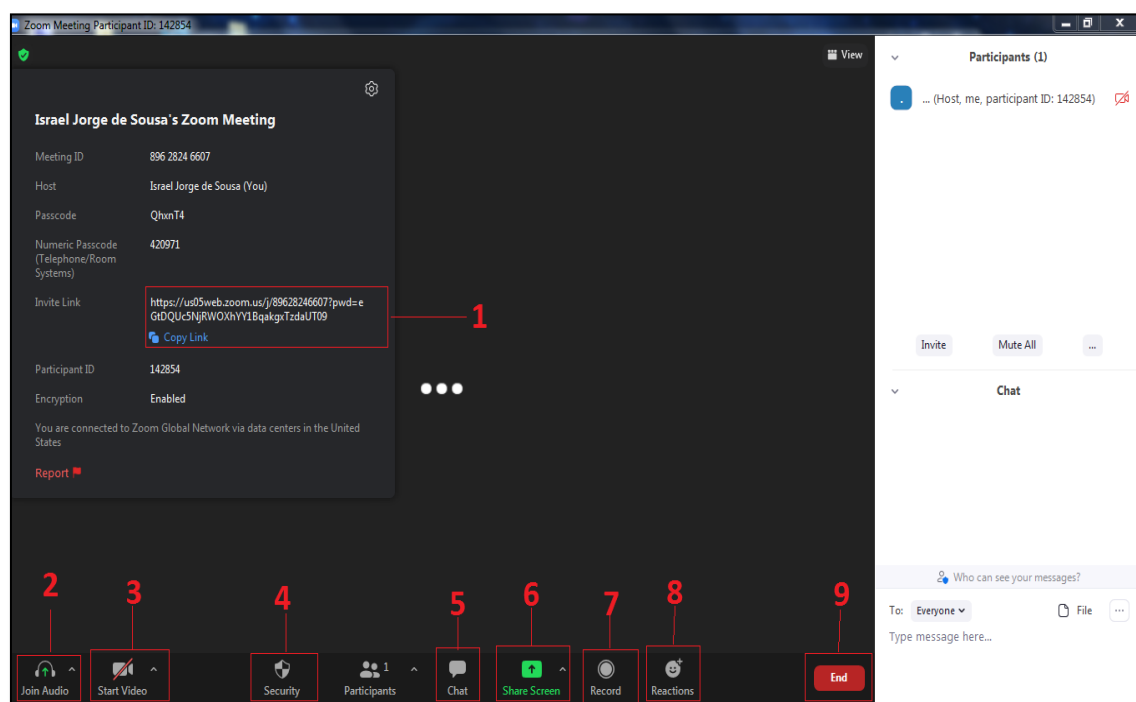 Zoom Meeting Participant ID: 142854
View
Israel Jorge de Sousa's Zoom Meeting
Meeting ID 896 2824 6607
Host Israel Jorge de Sousa (You)
Passcode QhxnT4
Numeric Passcode 420971
(Telephone/Room
Systems)
Invite Link https://us05web.zoom.us/j/89628246607?pwd=e
GtDQUc5NjRWOXhYY1BqakgxTzdaUT09
Copy Link
1
Participant ID 142854
Encryption Enabled
You are connected to Zoom Global Network via data centers in the United
States
Report
2 3 4 5 6 7 8 9
Join Audio
Start Video
Security
1
Participants
Chat
Share Screen
Record
Reactions
End
Participants (1)
.
... (Host, me, participant ID: 142854)
Invite Mute All ...
Chat
Who can see your messages?
To: Everyone File ...
Type message here...